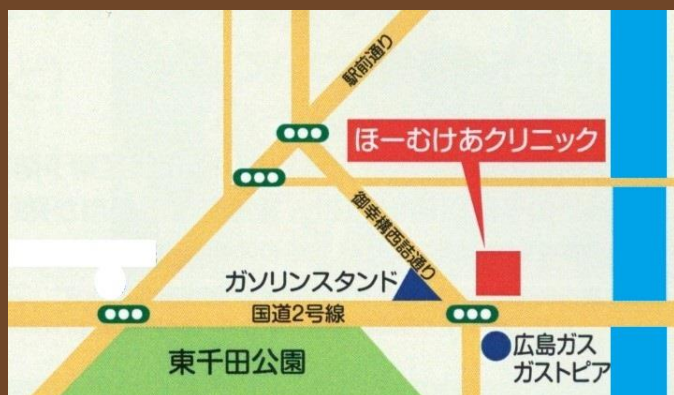 駅前通り
ほーむけあクリニック
御幸構西詰通り
ガソリンスタンド
国道2号線
東千田公園
広島ガス
ガストピア